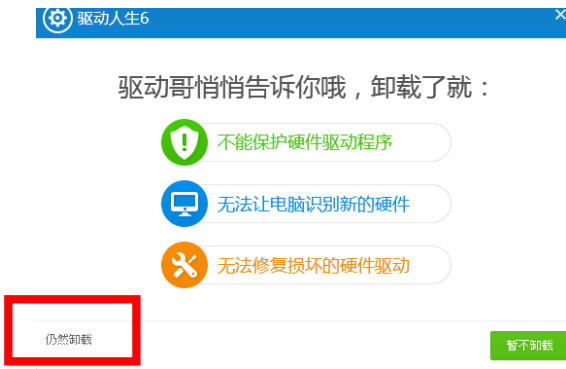 驱动人生6
驱动哥悄悄告诉你哦，卸载了就：
不能保护硬件驱动程序
无法让电脑识别新的硬件
无法修复损坏的硬件驱动
仍然卸载
暂不卸载